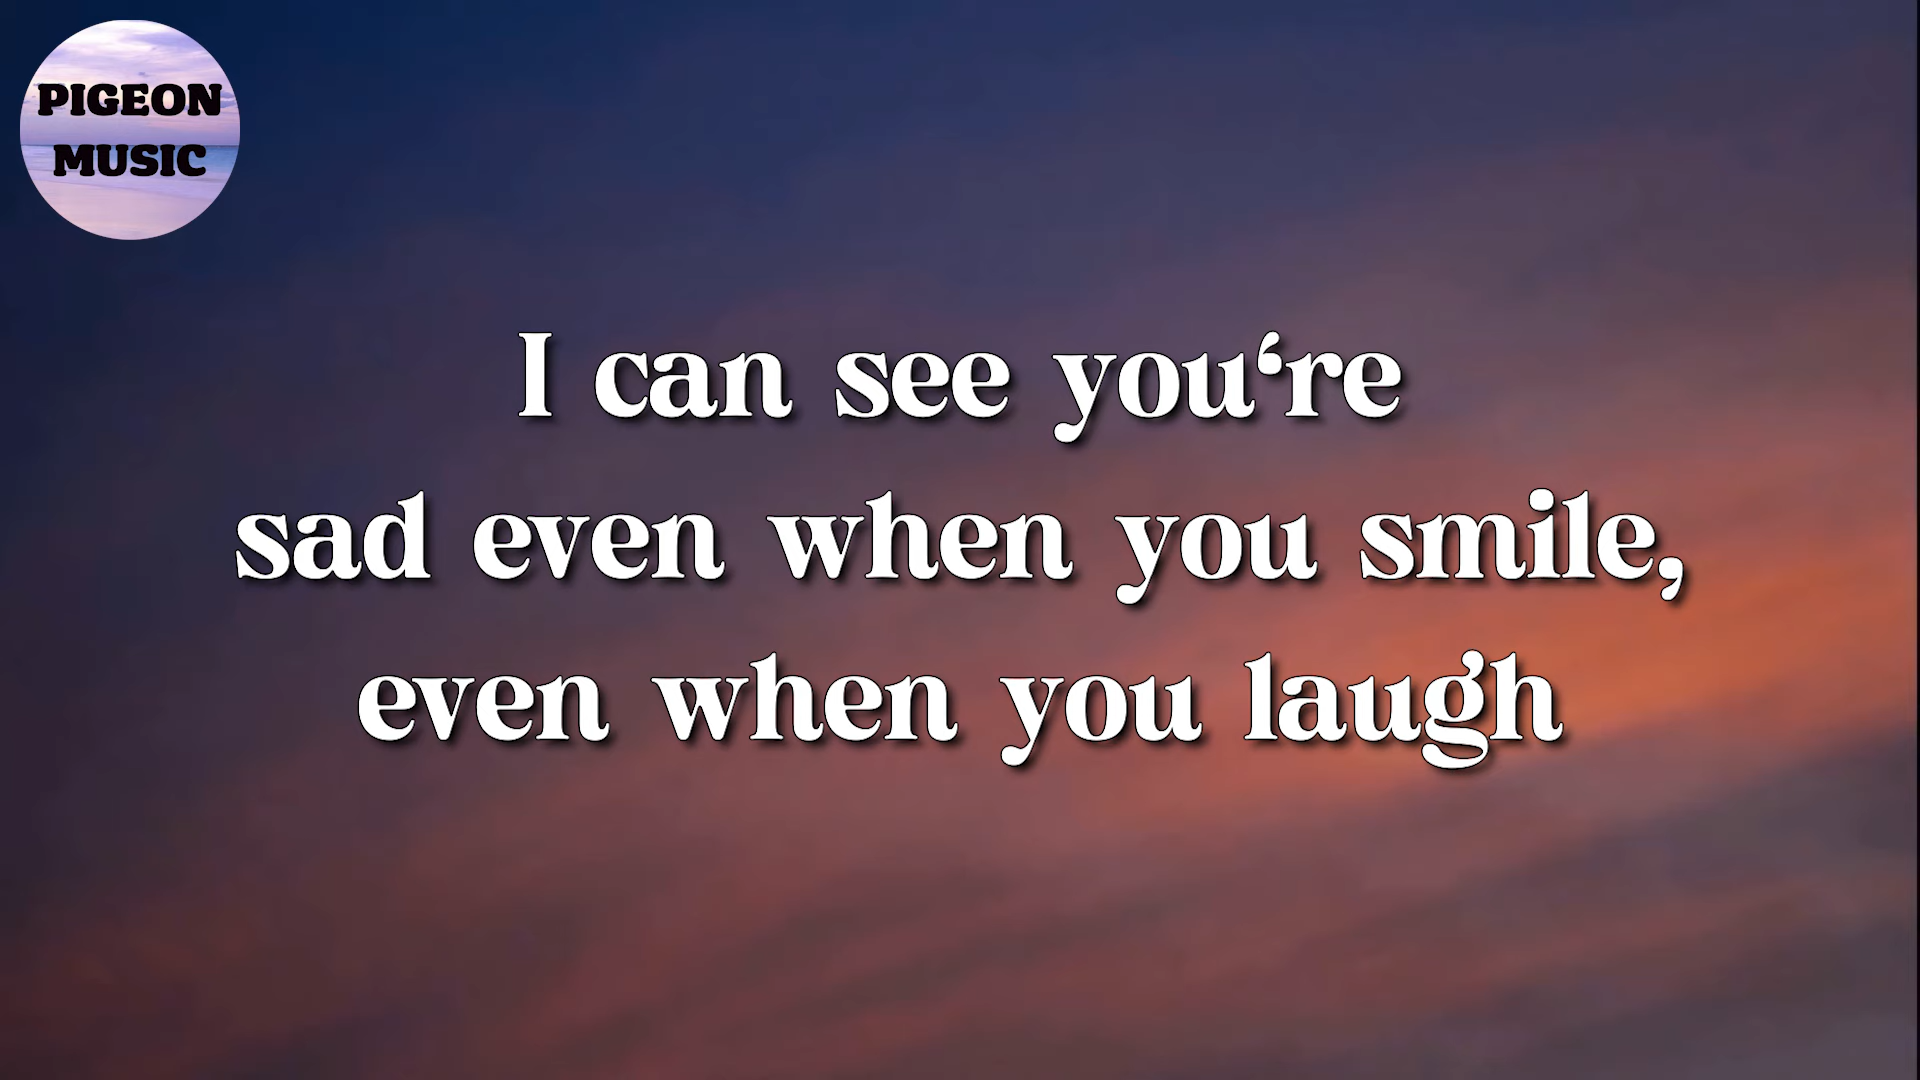 PIGEON
MUSIC
I can see you‘re
sad even when you smile,
even when you laugh